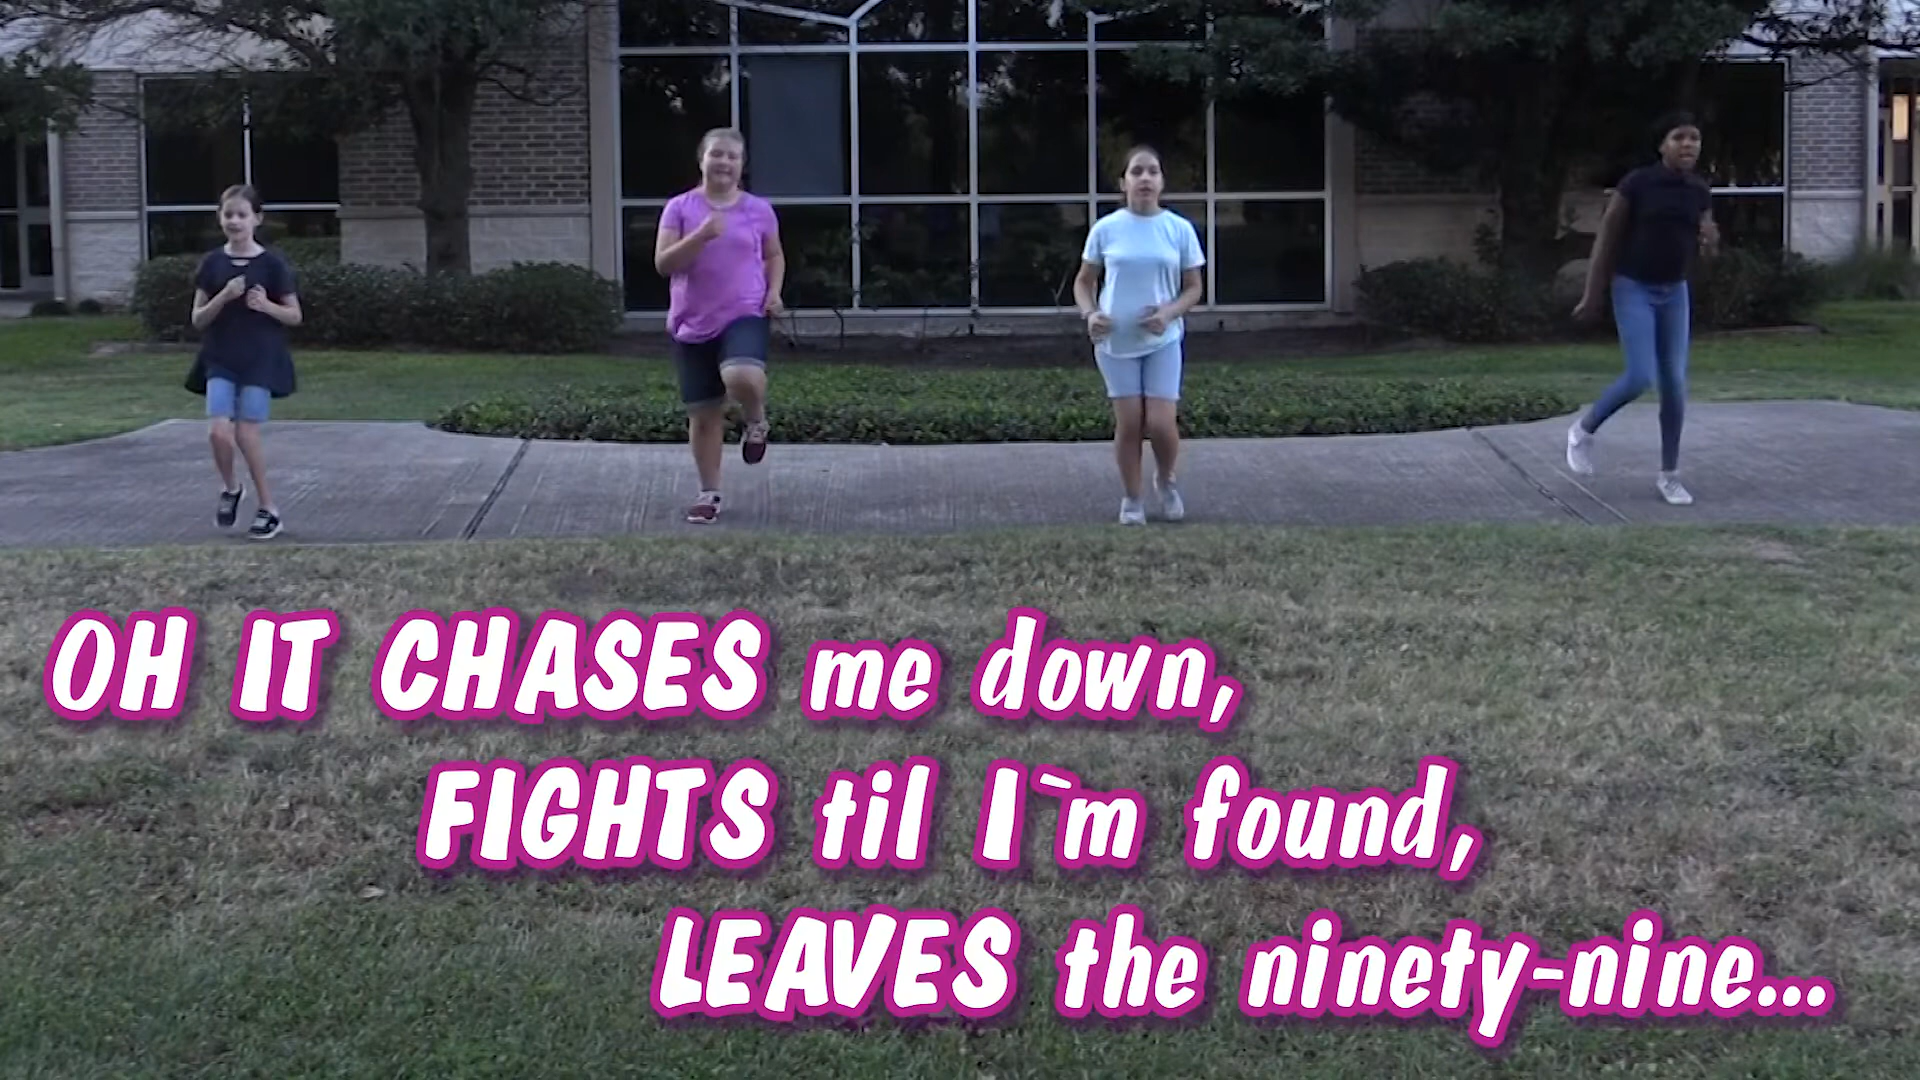 OH IT CHASES me down,
FIGHTS til I`m found,
LEAVES the ninety-nine...